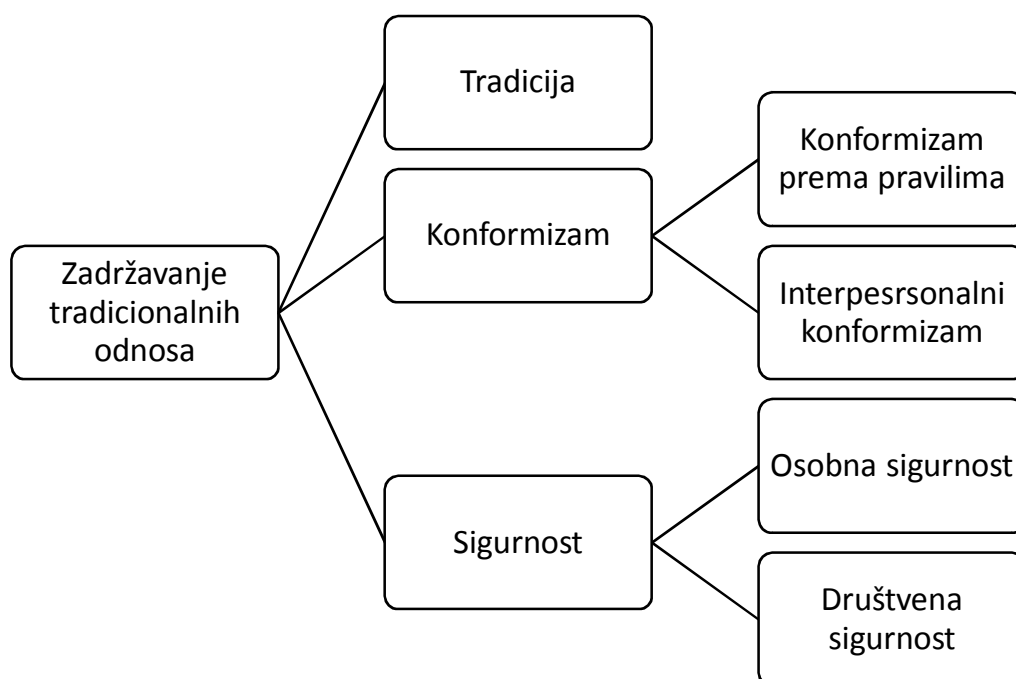 Tradicija
Konformizam
prema pravilima
Konformizam
Zadržavanje
tradicionalnih
odnosa
Interpesrsonalni
konformizam
Osobna sigurnost
Sigurnost
Društvena
sigurnost